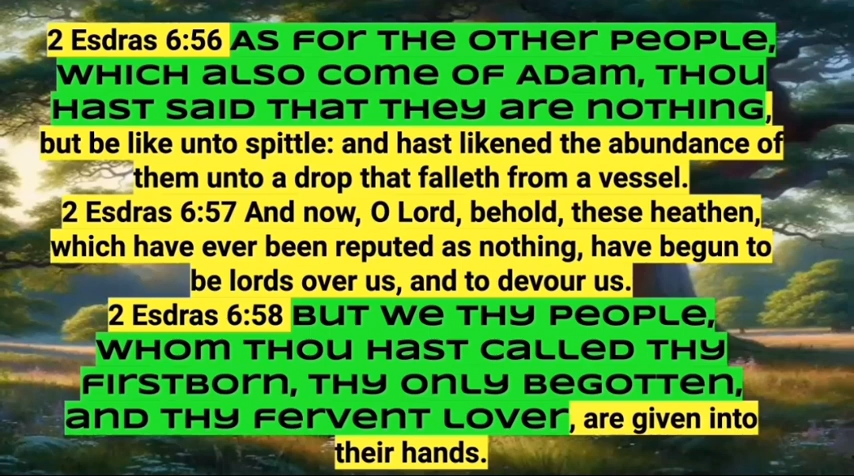 2 Esdras 6:56 As for the other people,
which also come of Adam, thou
hast said that they are nothing,
but be like unto spittle: and hast likened the abundance of
them unto a drop that falleth from a vessel.
2 Esdras 6:57 And now, O Lord, behold, these heathen,
which have ever been reputed as nothing, have begun to
be lords over us, and to devour us.
2 Esdras 6:58 But we thy people,
whom thou hast called thy
firstborn, thy only begotten,
and thy fervent lover, are given into
their hands.